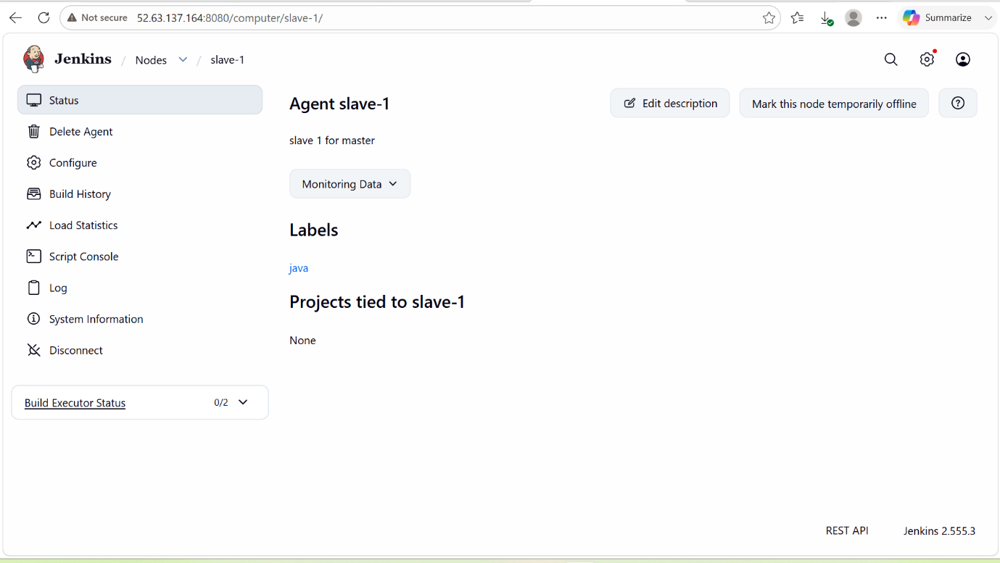 Not secure 52.63.137.164:8080/computer/slave-1/ Summarize
Jenkins / Nodes / slave-1
Status
Delete Agent
Configure
Build History
Load Statistics
Script Console
Log
System Information
Disconnect
Build Executor Status 0/2
Agent slave-1
Edit description
Mark this node temporarily offline
slave 1 for master
Monitoring Data
Labels
java
Projects tied to slave-1
None
REST API Jenkins 2.555.3